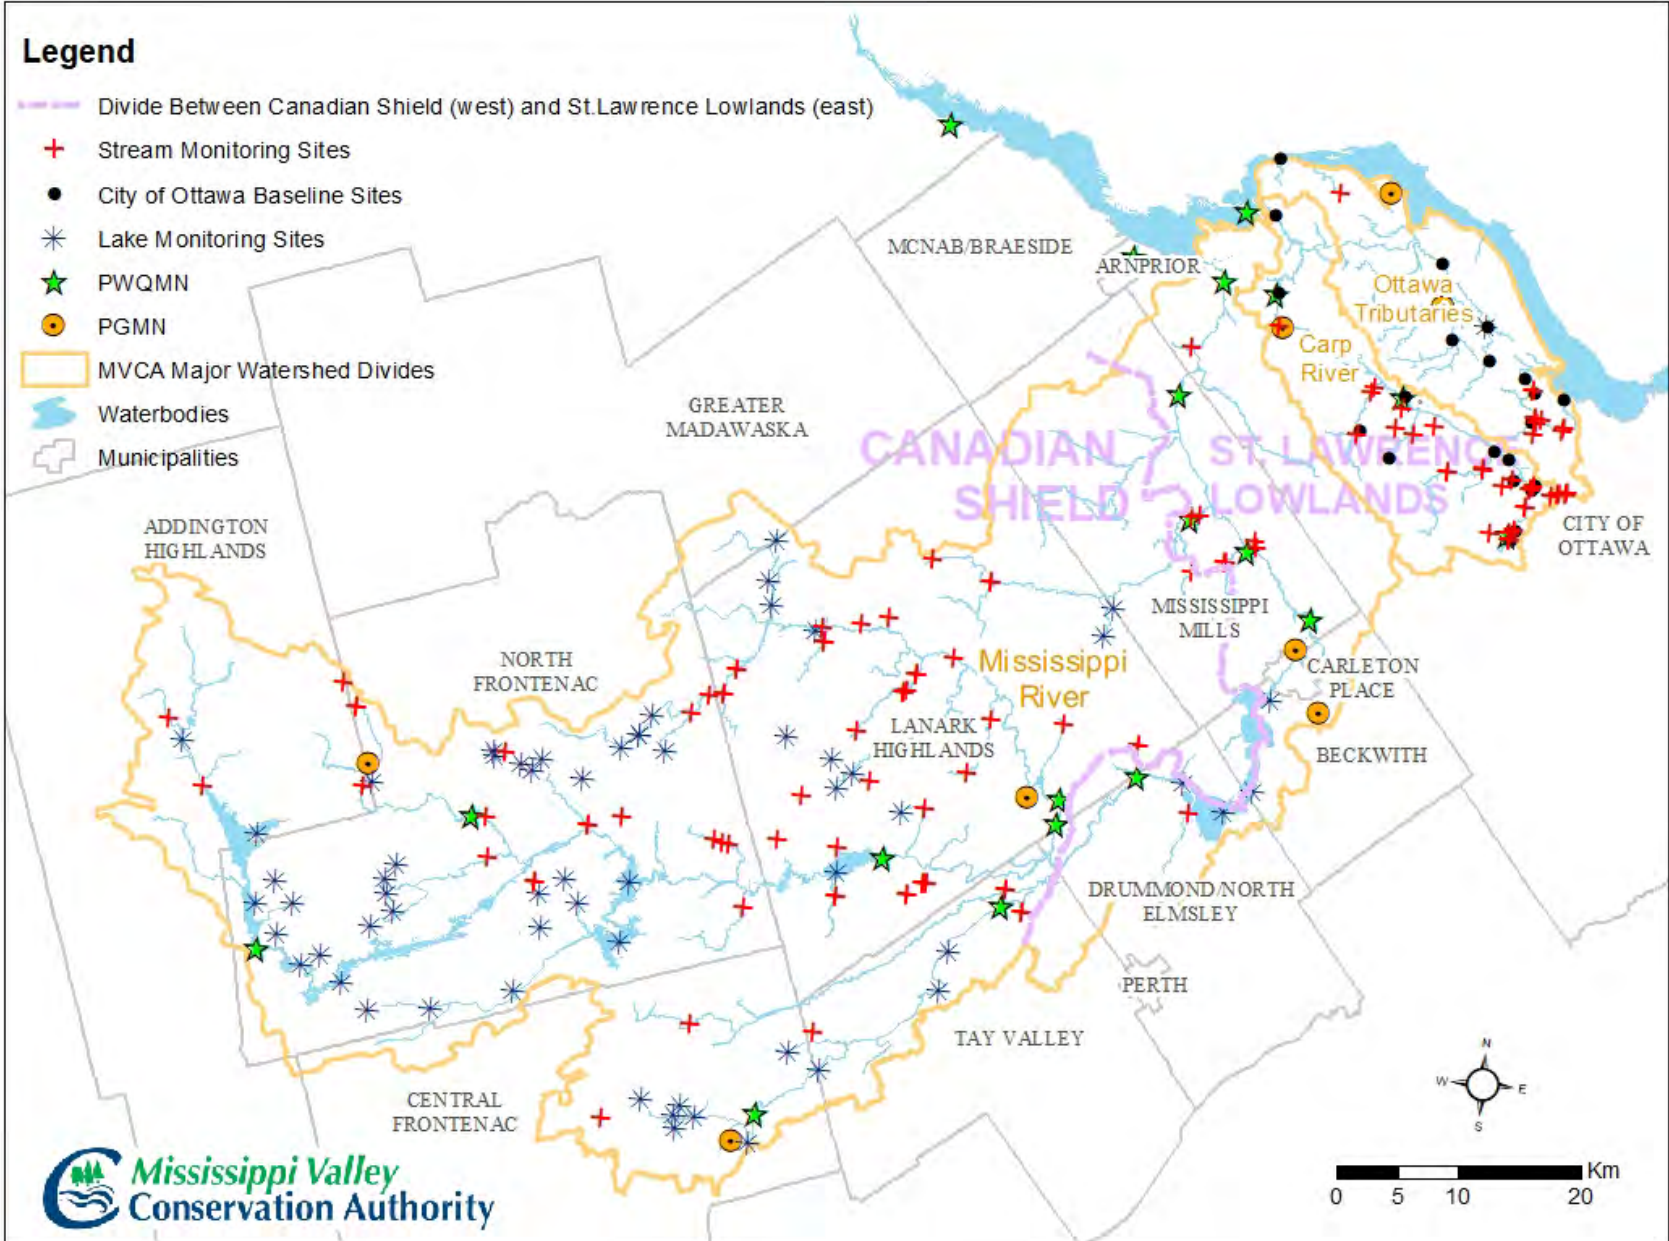 Legend
Divide Between Canadian Shield (west) and St.Lawrence Lowlands (east)
Stream Monitoring Sites
City of Ottawa Baseline Sites
Lake Monitoring Sites
PWQMN
PGMN
MVCA Major Watershed Divides
Waterbodies
Municipalities
MCNAB/BRAESIDE
ARNPRIOR
Ottawa
Tributaries
Carp
River
GREATER
MADAWASKA
CANADIAN
SHIELD
ST LAWRENCE
LOWLANDS
ADDINGTON
HIGHLANDS
CITY OF
OTTAWA
MISSISSIPPI
MILLS
NORTH
FRONTENAC
Mississippi
River
CARLETON
PLACE
LANARK
HIGHLANDS
BECKWITH
DRUMMOND/NORTH
ELMSLEY
PERTH
TAY VALLEY
CENTRAL
FRONTENAC
N
W
E
S
Mississippi Valley
Conservation Authority
Km
0 5 10 20